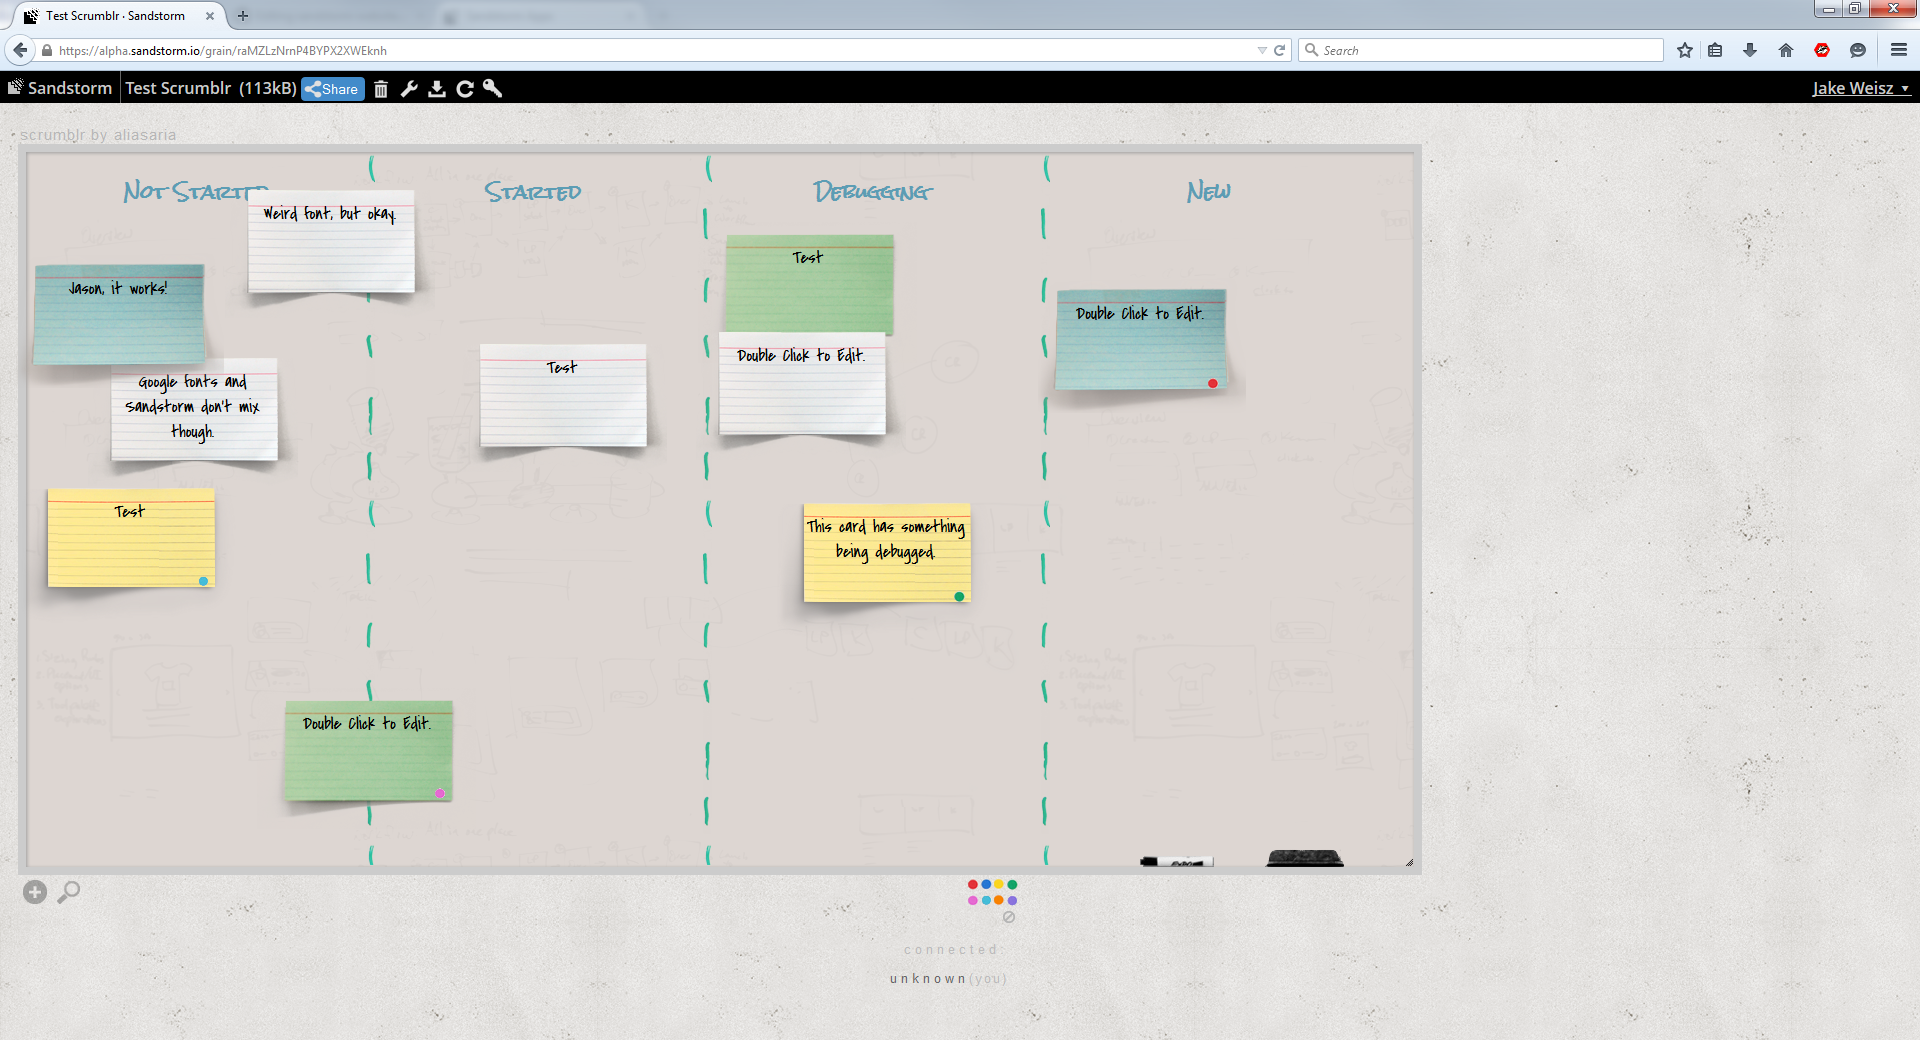 Test Scrumblr · Sandstorm
https://alpha.sandstorm.io/grain/raMZLzNrnP4BYPX2XWEknh
Search
Sandstorm
Test Scrumblr (113kB)
Share
Jake Weisz
scrumblr by aliasaria
Not Started
Started
Debugging
New
Weird font, but okay.
Test
Jason, it works!
Double Click to Edit.
Google fonts and
Sandstorm don't mix
though.
Test
Double Click to Edit.
Test
This card has something
being debugged.
Double Click to Edit.
connected:
unknown(you)